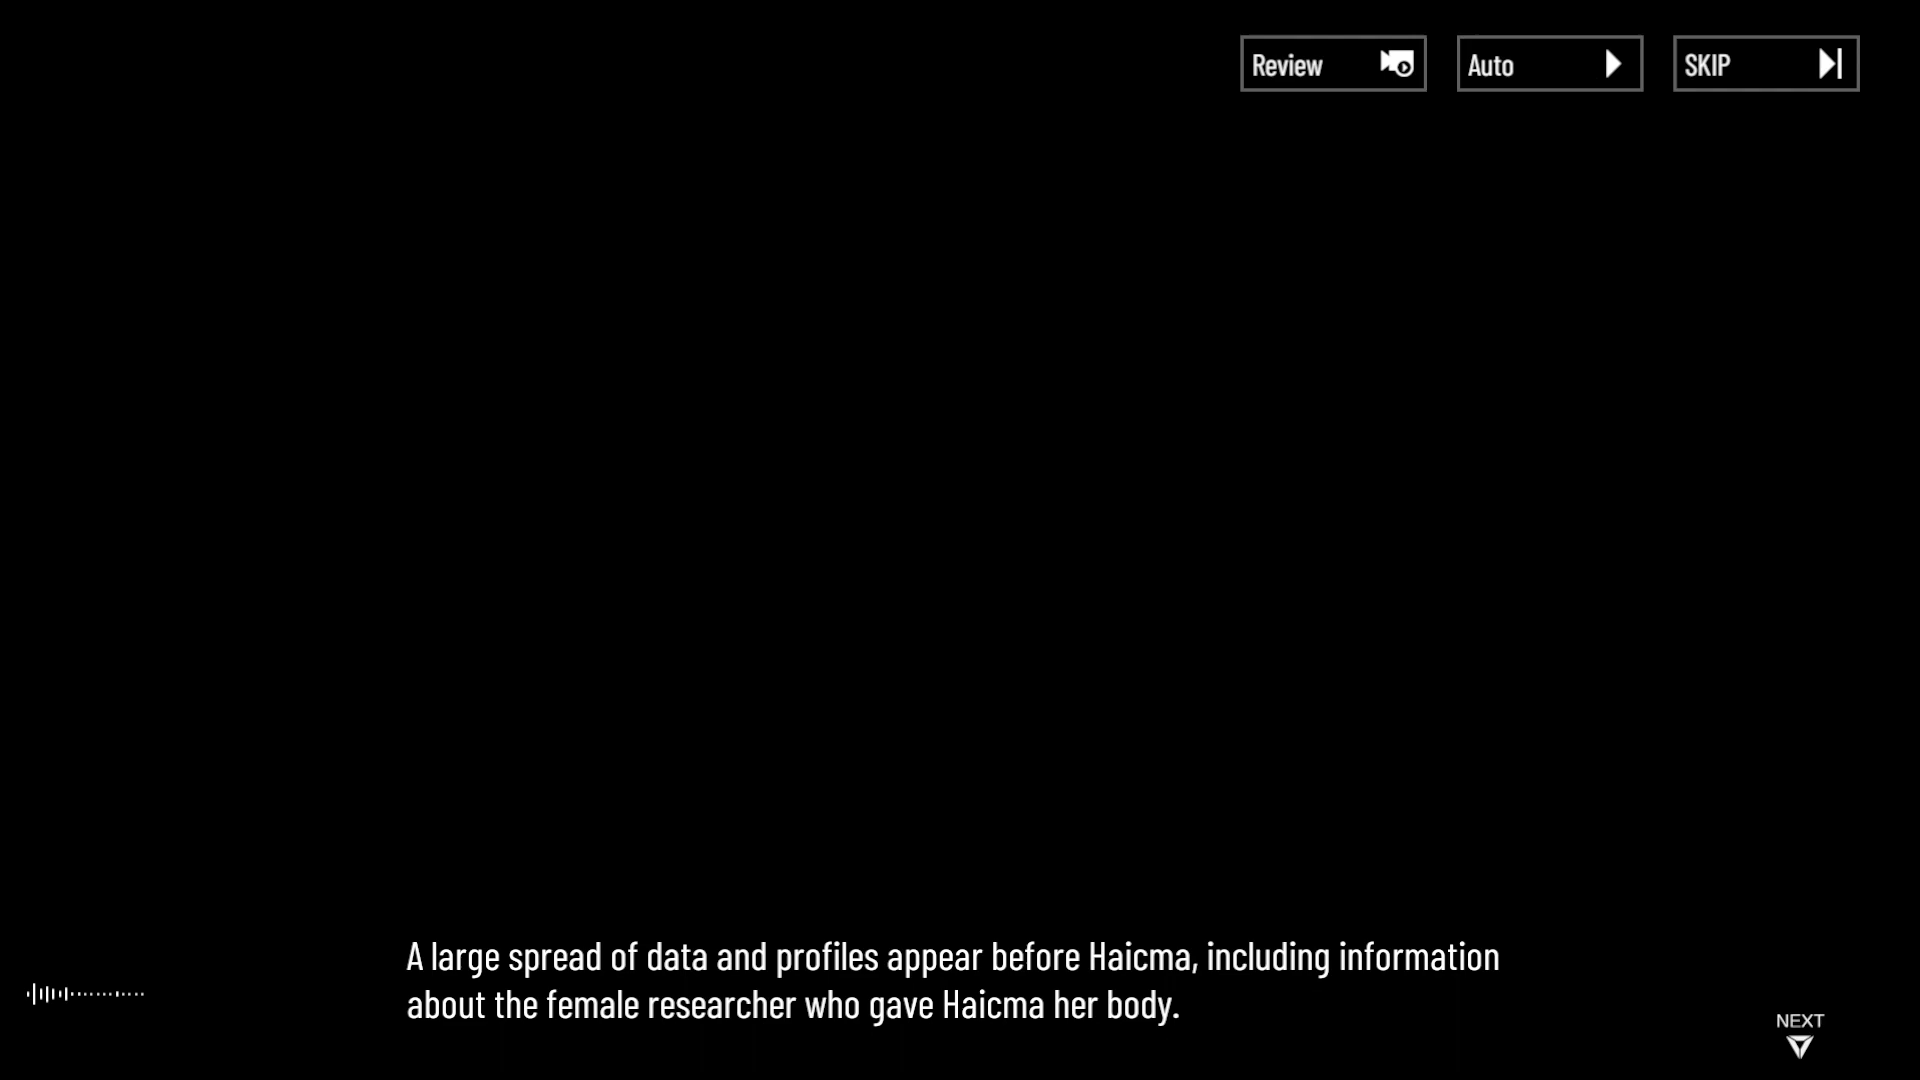 Review
Auto
SKIP
A large spread of data and profiles appear before Haicma, including information
about the female researcher who gave Haicma her body.
NEXT